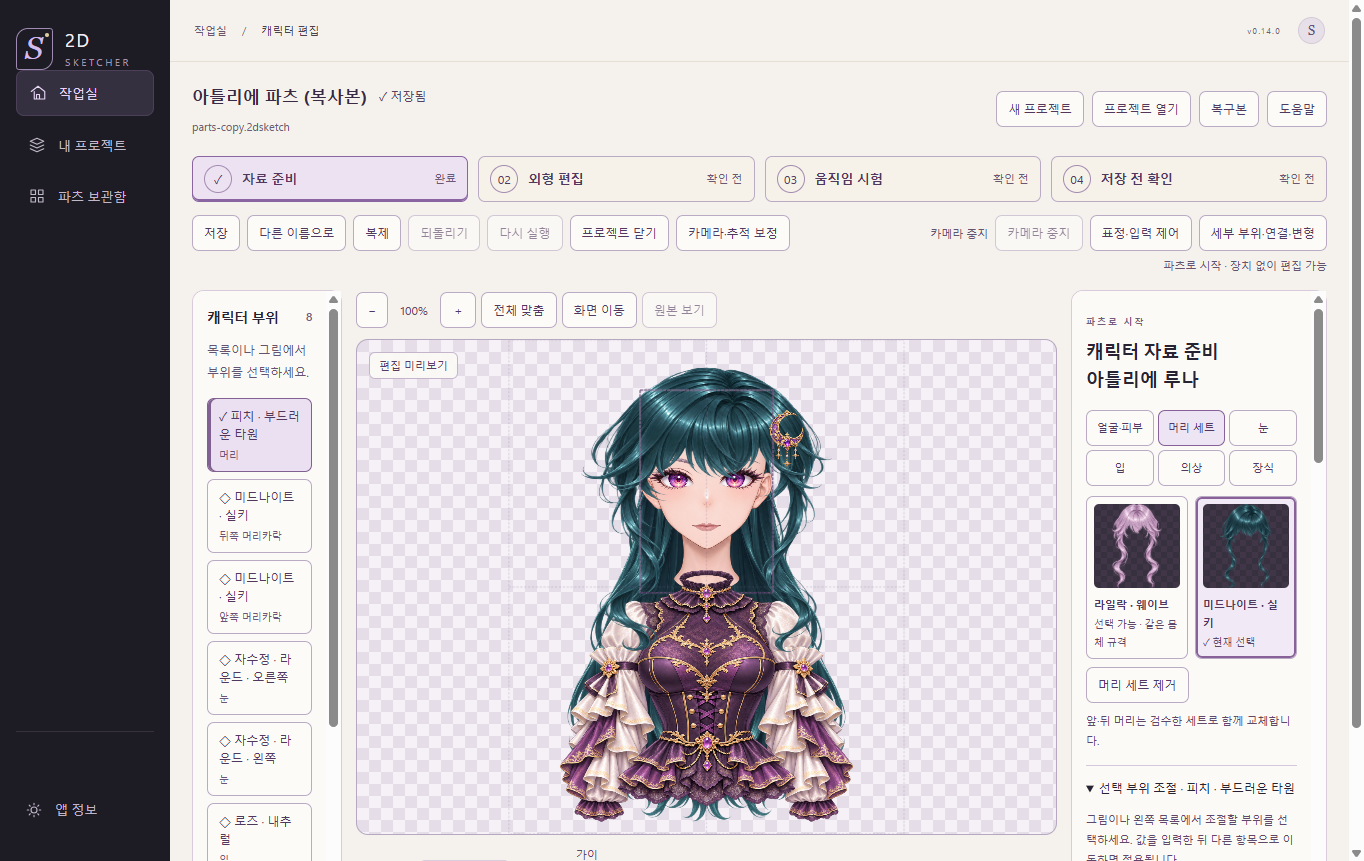 S
2D
SKETCHER
작업실
내 프로젝트
파츠 보관함
앱 정보
작업실 / 캐릭터 편집
v0.14.0
S
아틀리에 파츠 (복사본) ✓ 저장됨
parts-copy.2dsketch
새 프로젝트
프로젝트 열기
복구본
도움말
✓ 자료 준비 완료
02 외형 편집 확인 전
03 움직임 시험 확인 전
04 저장 전 확인 확인 전
저장
다른 이름으로
복제
되돌리기
다시 실행
프로젝트 닫기
카메라·추적 보정
카메라 중지
카메라 중지
표정·입력 제어
세부 부위·연결·변형
파츠로 시작 · 장치 없이 편집 가능
캐릭터 부위 8
목록이나 그림에서
부위를 선택하세요.
✓ 피치 · 부드러
운 타원
머리
◇ 미드나이트
· 실키
뒤쪽 머리카락
◇ 미드나이트
· 실키
앞쪽 머리카락
◇ 자수정 · 라
운드 · 오른쪽
눈
◇ 자수정 · 라
운드 · 왼쪽
눈
◇ 로즈 · 내추
럴
입
−
100%
+
전체 맞춤
화면 이동
원본 보기
편집 미리보기
가이
파츠로 시작
캐릭터 자료 준비
아틀리에 루나
얼굴·피부
머리 세트
눈
입
의상
장식
라일락 · 웨이브
선택 가능 · 같은 몸
체 규격
미드나이트 · 실
키
✓ 현재 선택
머리 세트 제거
앞·뒤 머리는 검수한 세트로 함께 교체합니
다.
▼ 선택 부위 조절 · 피치 · 부드러운 타원
그림이나 왼쪽 목록에서 조절할 부위를 선
택하세요. 값을 입력한 뒤 다른 항목으로 이
동하면 적용됩니다.